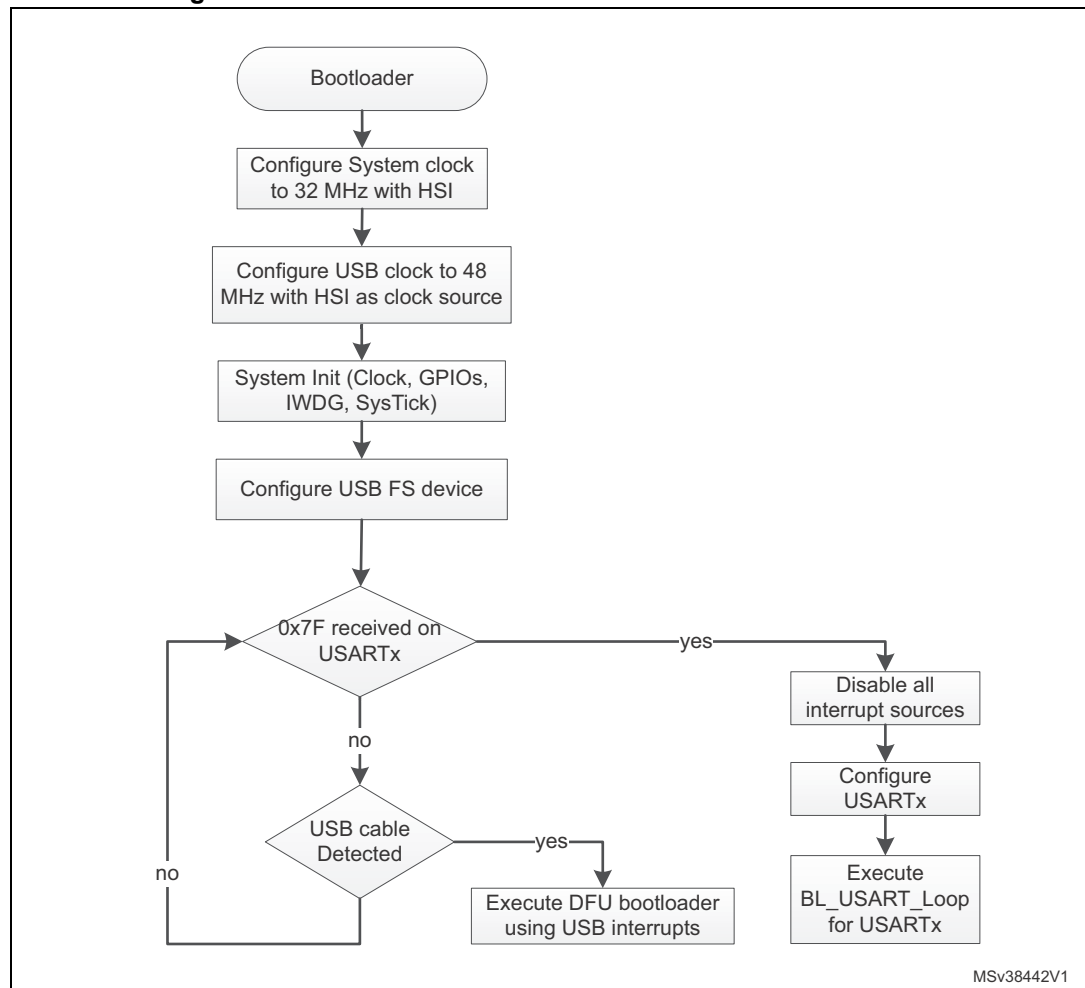 Bootloader
Configure System clock
to 32 MHz with HSI
Configure USB clock to 48
MHz with HSI as clock source
System Init (Clock, GPIOs,
IWDG, SysTick)
Configure USB FS device
0x7F received on
USARTx
yes
Disable all
interrupt sources
no
Configure
USARTx
USB cable
Detected
yes
no
Execute DFU bootloader
using USB interrupts
Execute
BL_USART_Loop
for USARTx
MSv38442V1